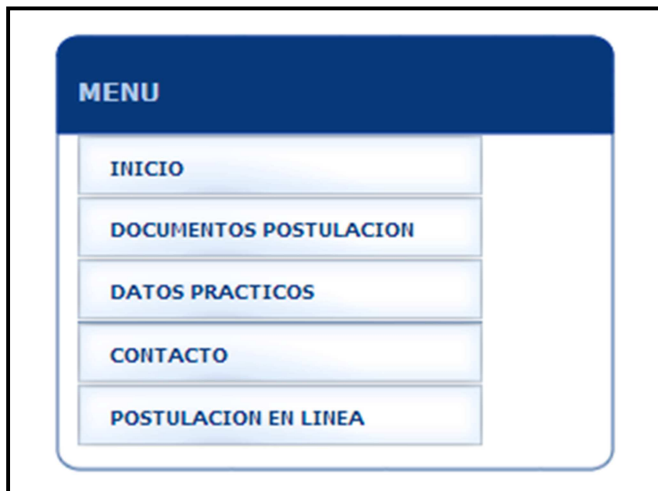 MENU
INICIO
DOCUMENTOS POSTULACION
DATOS PRACTICOS
CONTACTO
POSTULACION EN LINEA